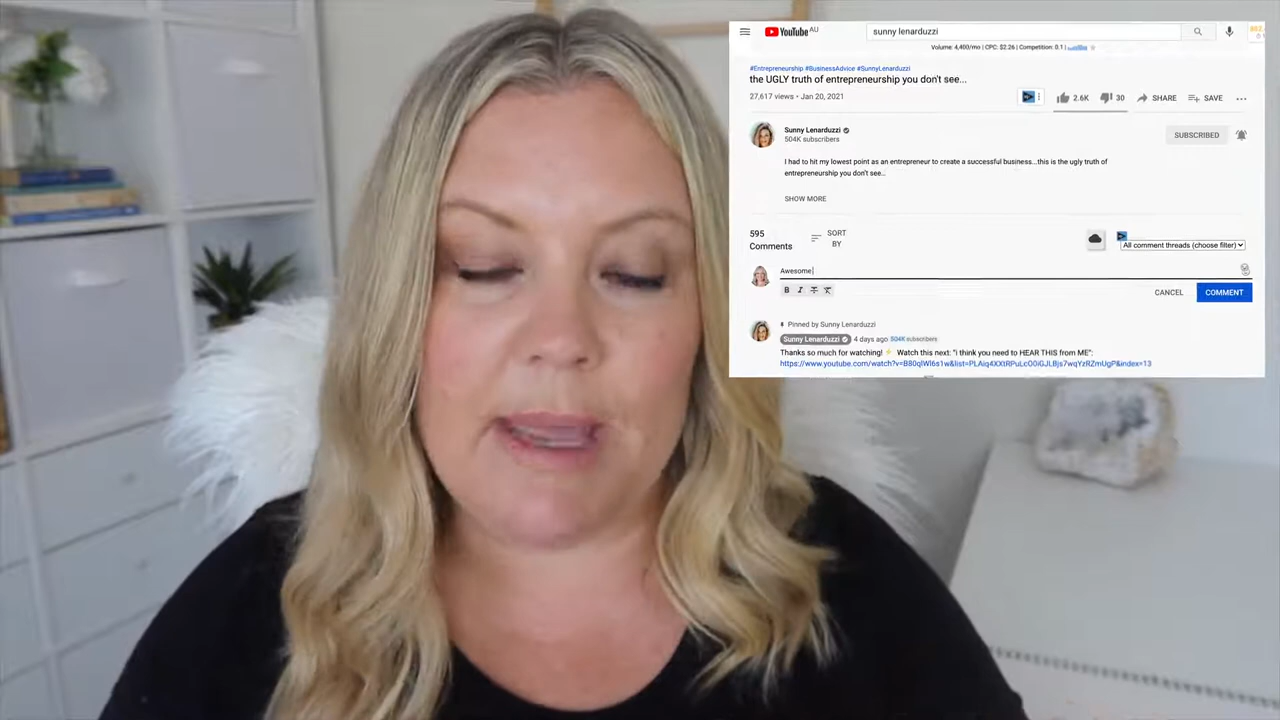 YouTube AU
sunny lenarduzzi
Volume: 4,400/mo | CPC: $2.26 | Competition: 0.1 |
#Entrepreneurship #BusinessAdvice #SunnyLenarduzzi
the UGLY truth of entrepreneurship you don't see...
27,617 views • Jan 20, 2021
2.6K
30
SHARE
SAVE
Sunny Lenarduzzi
504K subscribers
SUBSCRIBED
I had to hit my lowest point as an entrepreneur to create a successful business...this is the ugly truth of
entrepreneurship you don't see...
SHOW MORE
595
Comments
SORT
BY
All comment threads (choose filter)
Awesome
B I T T
CANCEL
COMMENT
Pinned by Sunny Lenarduzzi
Sunny Lenarduzzi 4 days ago 504K subscribers
Thanks so much for watching! Watch this next: "i think you need to HEAR THIS from ME":